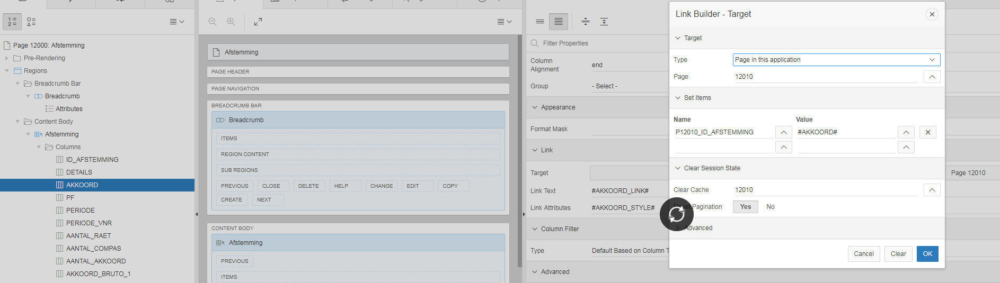 Page 12000: Afstemming
Pre-Rendering
Regions
Breadcrumb Bar
Breadcrumb
Attributes
Content Body
Afstemming
Columns
ID_AFSTEMMING
DETAILS
AKKOORD
PF
PERIODE
PERIODE_VNR
AANTAL_RAET
AANTAL_COMPAS
AANTAL_AKKOORD
AKKOORD_BRUTO_1
Afstemming
PAGE HEADER
PAGE NAVIGATION
BREADCRUMB BAR
Breadcrumb
ITEMS
REGION CONTENT
SUB REGIONS
PREVIOUS CLOSE DELETE HELP CHANGE EDIT COPY
CREATE NEXT
CONTENT BODY
Afstemming
PREVIOUS
ITEMS
Filter Properties
Column
Alignment
end
Group - Select -
Appearance
Format Mask
Link
Target Page 12010
Link Text #AKKOORD_LINK#
Link Attributes #AKKOORD_STYLE#
Column Filter
Type Default Based on Column T
Advanced
Link Builder - Target
Target
Type Page in this application
Page 12010
Set Items
Name Value
P12010_ID_AFSTEMMING #AKKOORD#
Clear Session State
Clear Cache 12010
Pagination Yes No
Advanced
Cancel Clear OK